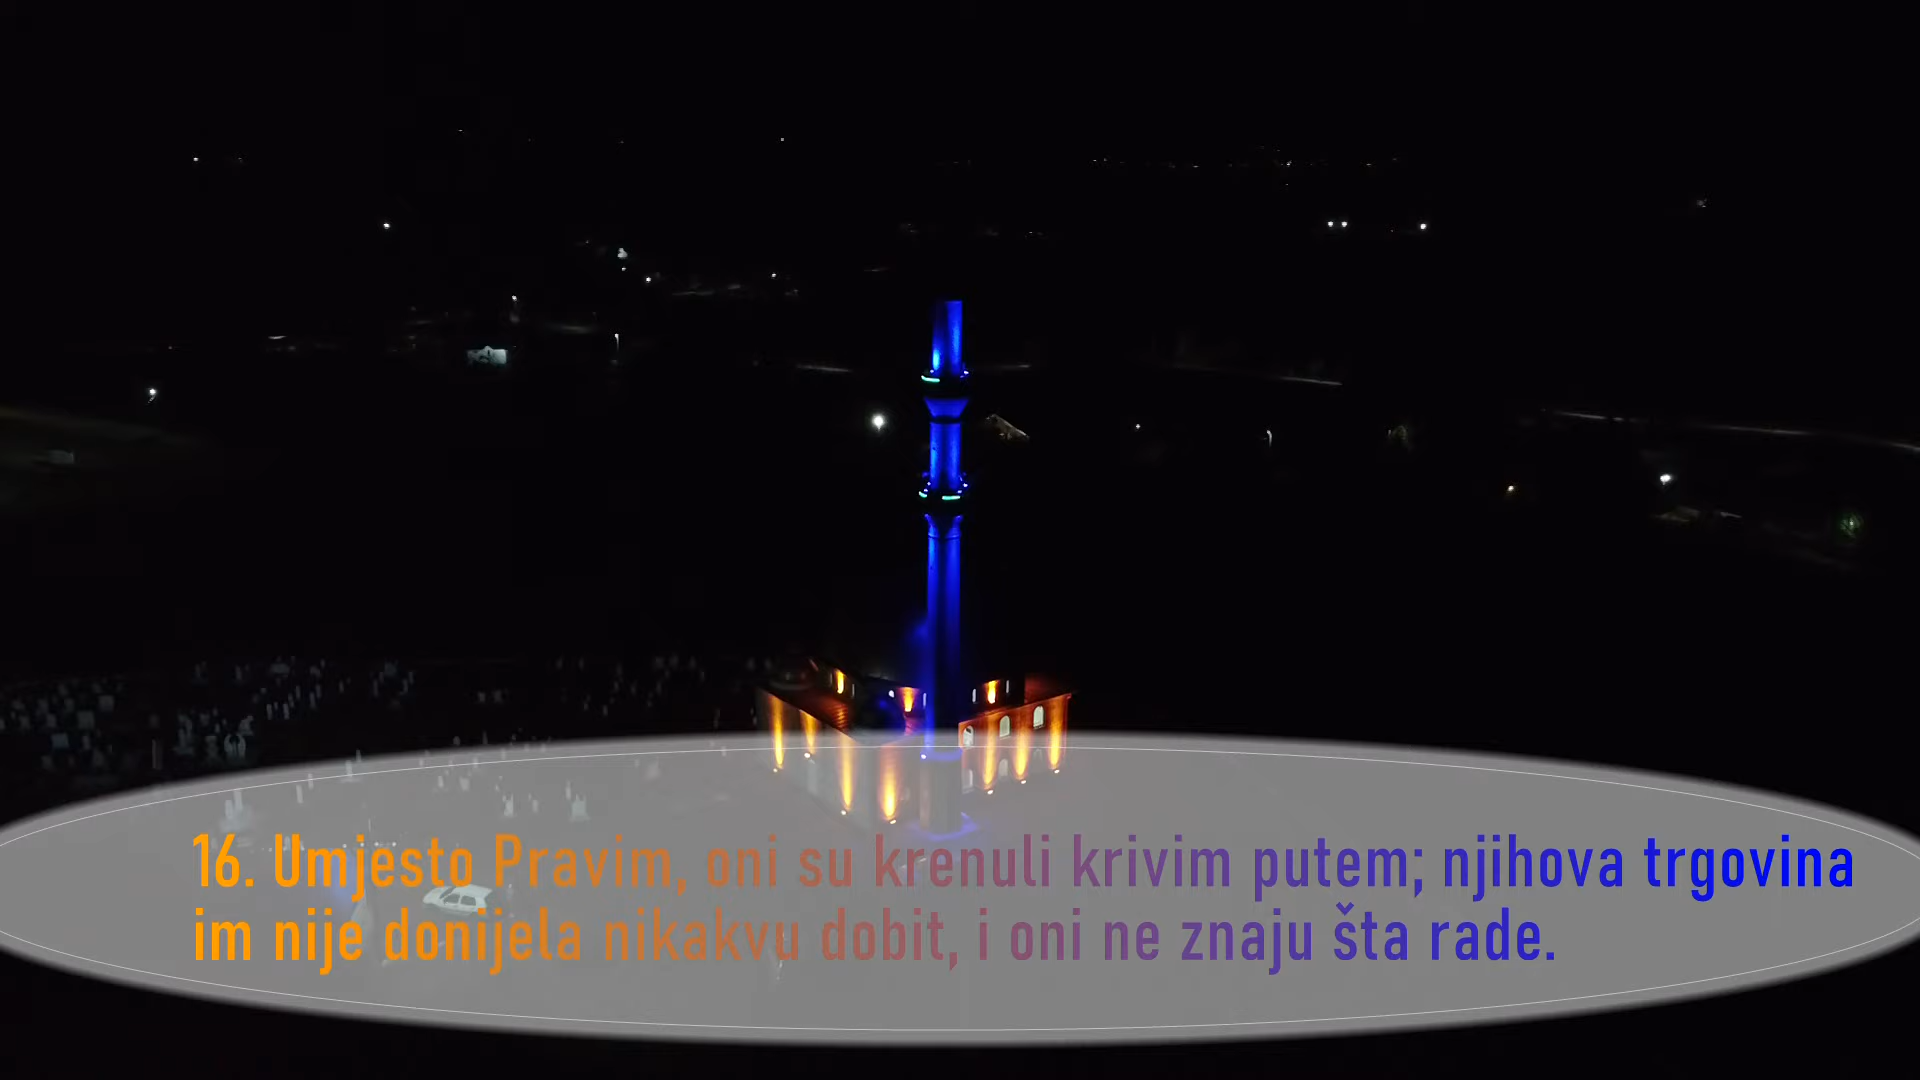 16. Umjesto Pravim, oni su krenuli krivim putem; njihova trgovina
im nije donijela nikakvu dobit, i oni ne znaju šta rade.